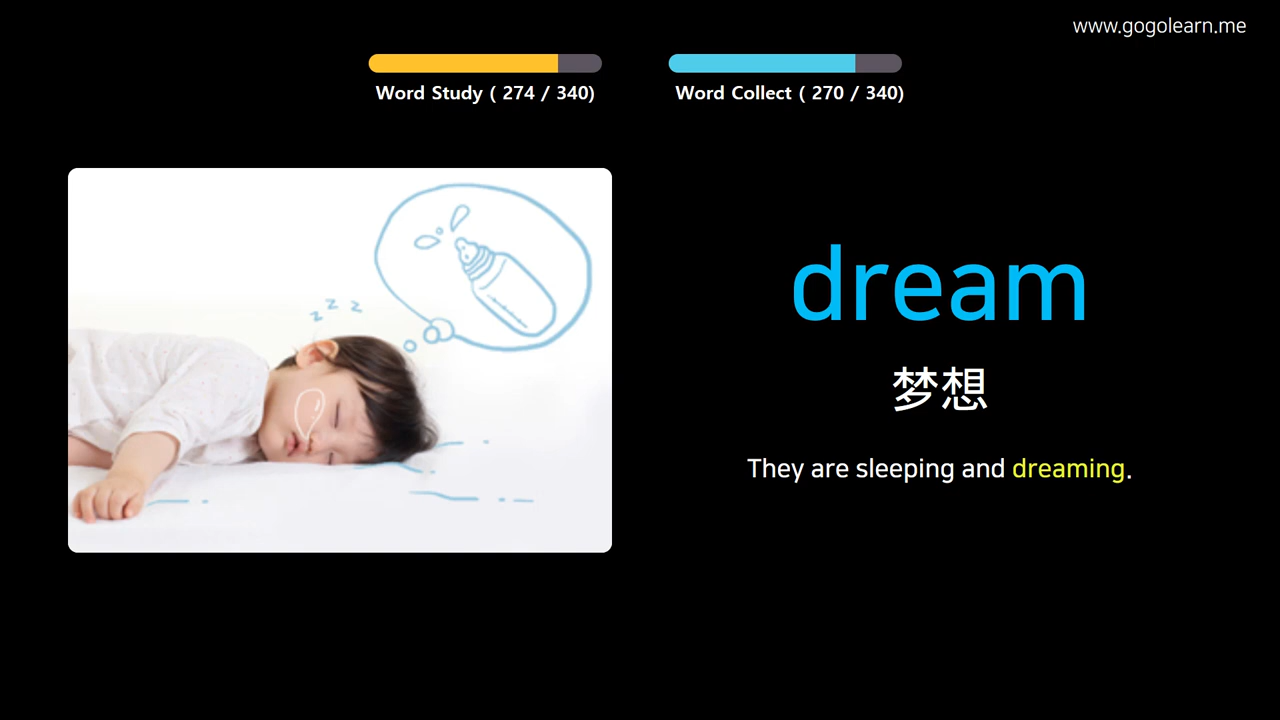 www.gogolearn.me
Word Study ( 274 / 340)
Word Collect ( 270 / 340)
z z z
dream
梦想
They are sleeping and dreaming.